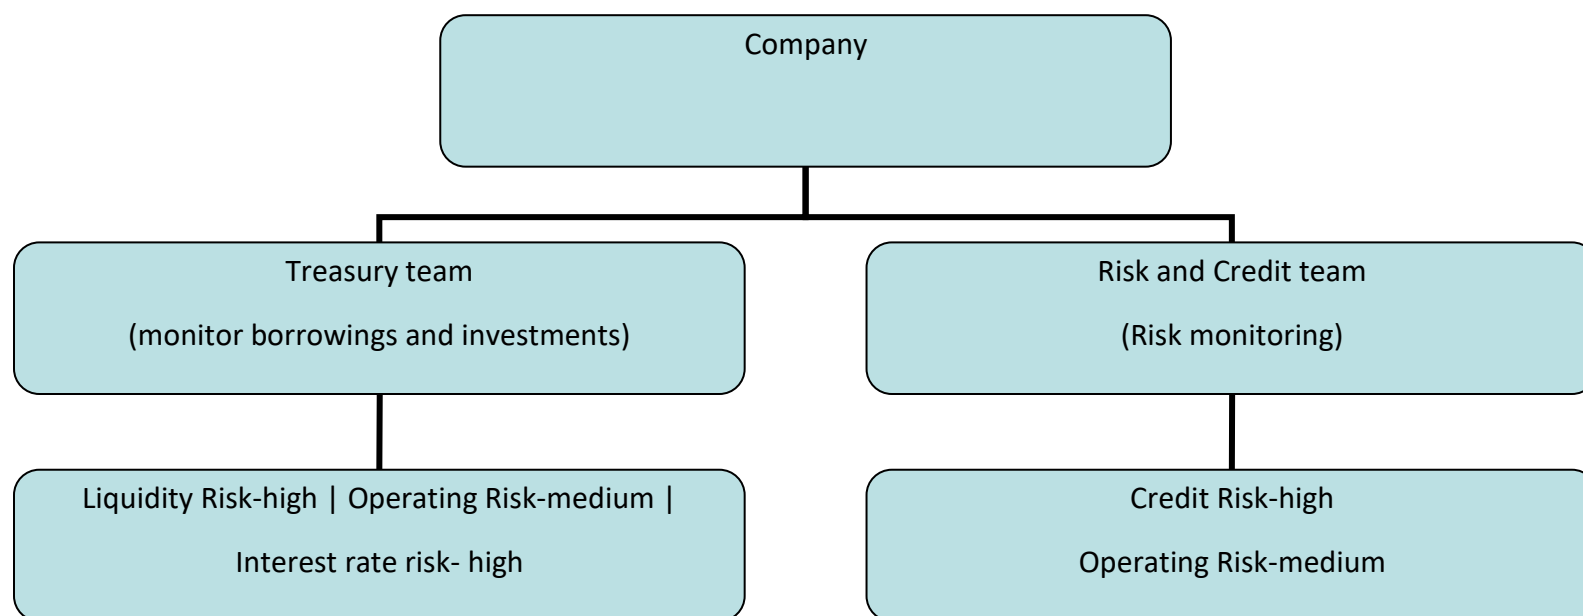 Company
Treasury team
(monitor borrowings and investments)
Risk and Credit team
(Risk monitoring)
Liquidity Risk-high | Operating Risk-medium |
Interest rate risk- high
Credit Risk-high
Operating Risk-medium